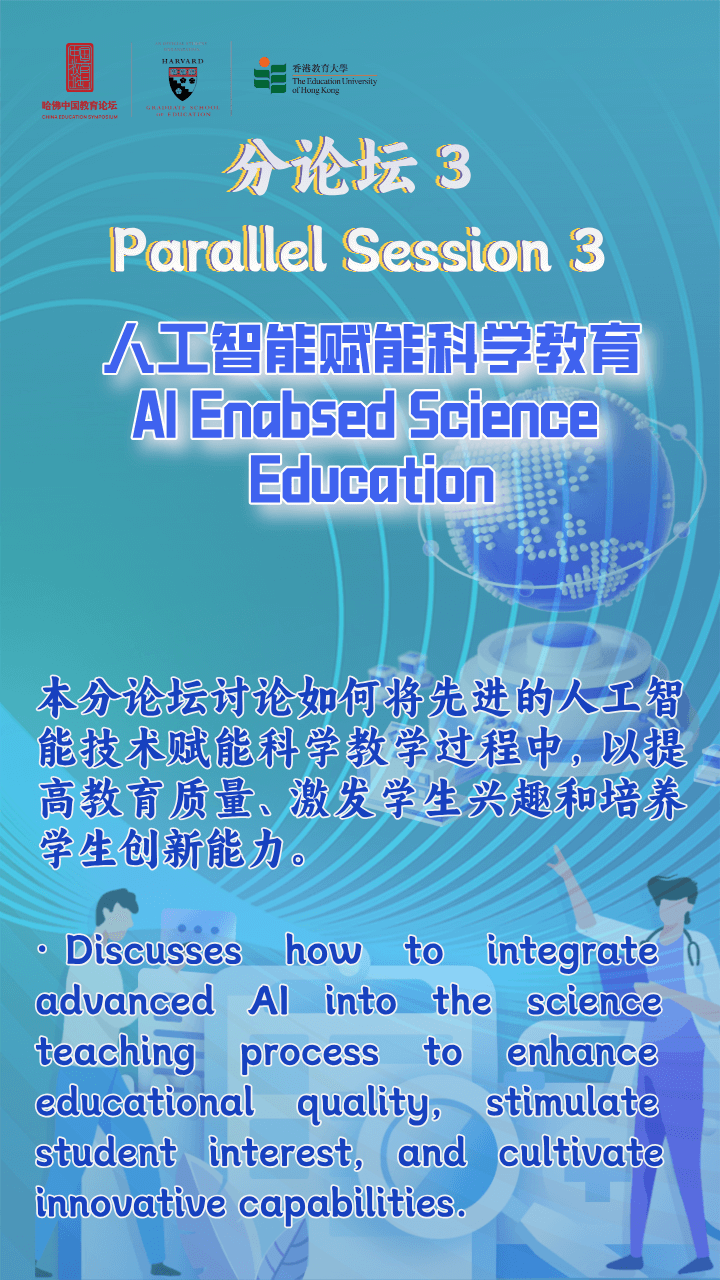 哈佛中国教育论坛
CHINA EDUCATION SYMPOSIUM
HARVARD
GRADUATE SCHOOL
OF EDUCATION
香港教育大學
The Education University
of Hong Kong
分论坛 3
Parallel Session 3
人工智能赋能科学教育
AI Enabsed Science
Education
本分论坛讨论如何将先进的人工智
能技术赋能科学教学过程中，以提
高教育质量、激发学生兴趣和培养
学生创新能力。
· Discusses how to integrate
advanced AI into the science
teaching process to enhance
educational quality, stimulate
student interest, and cultivate
innovative capabilities.